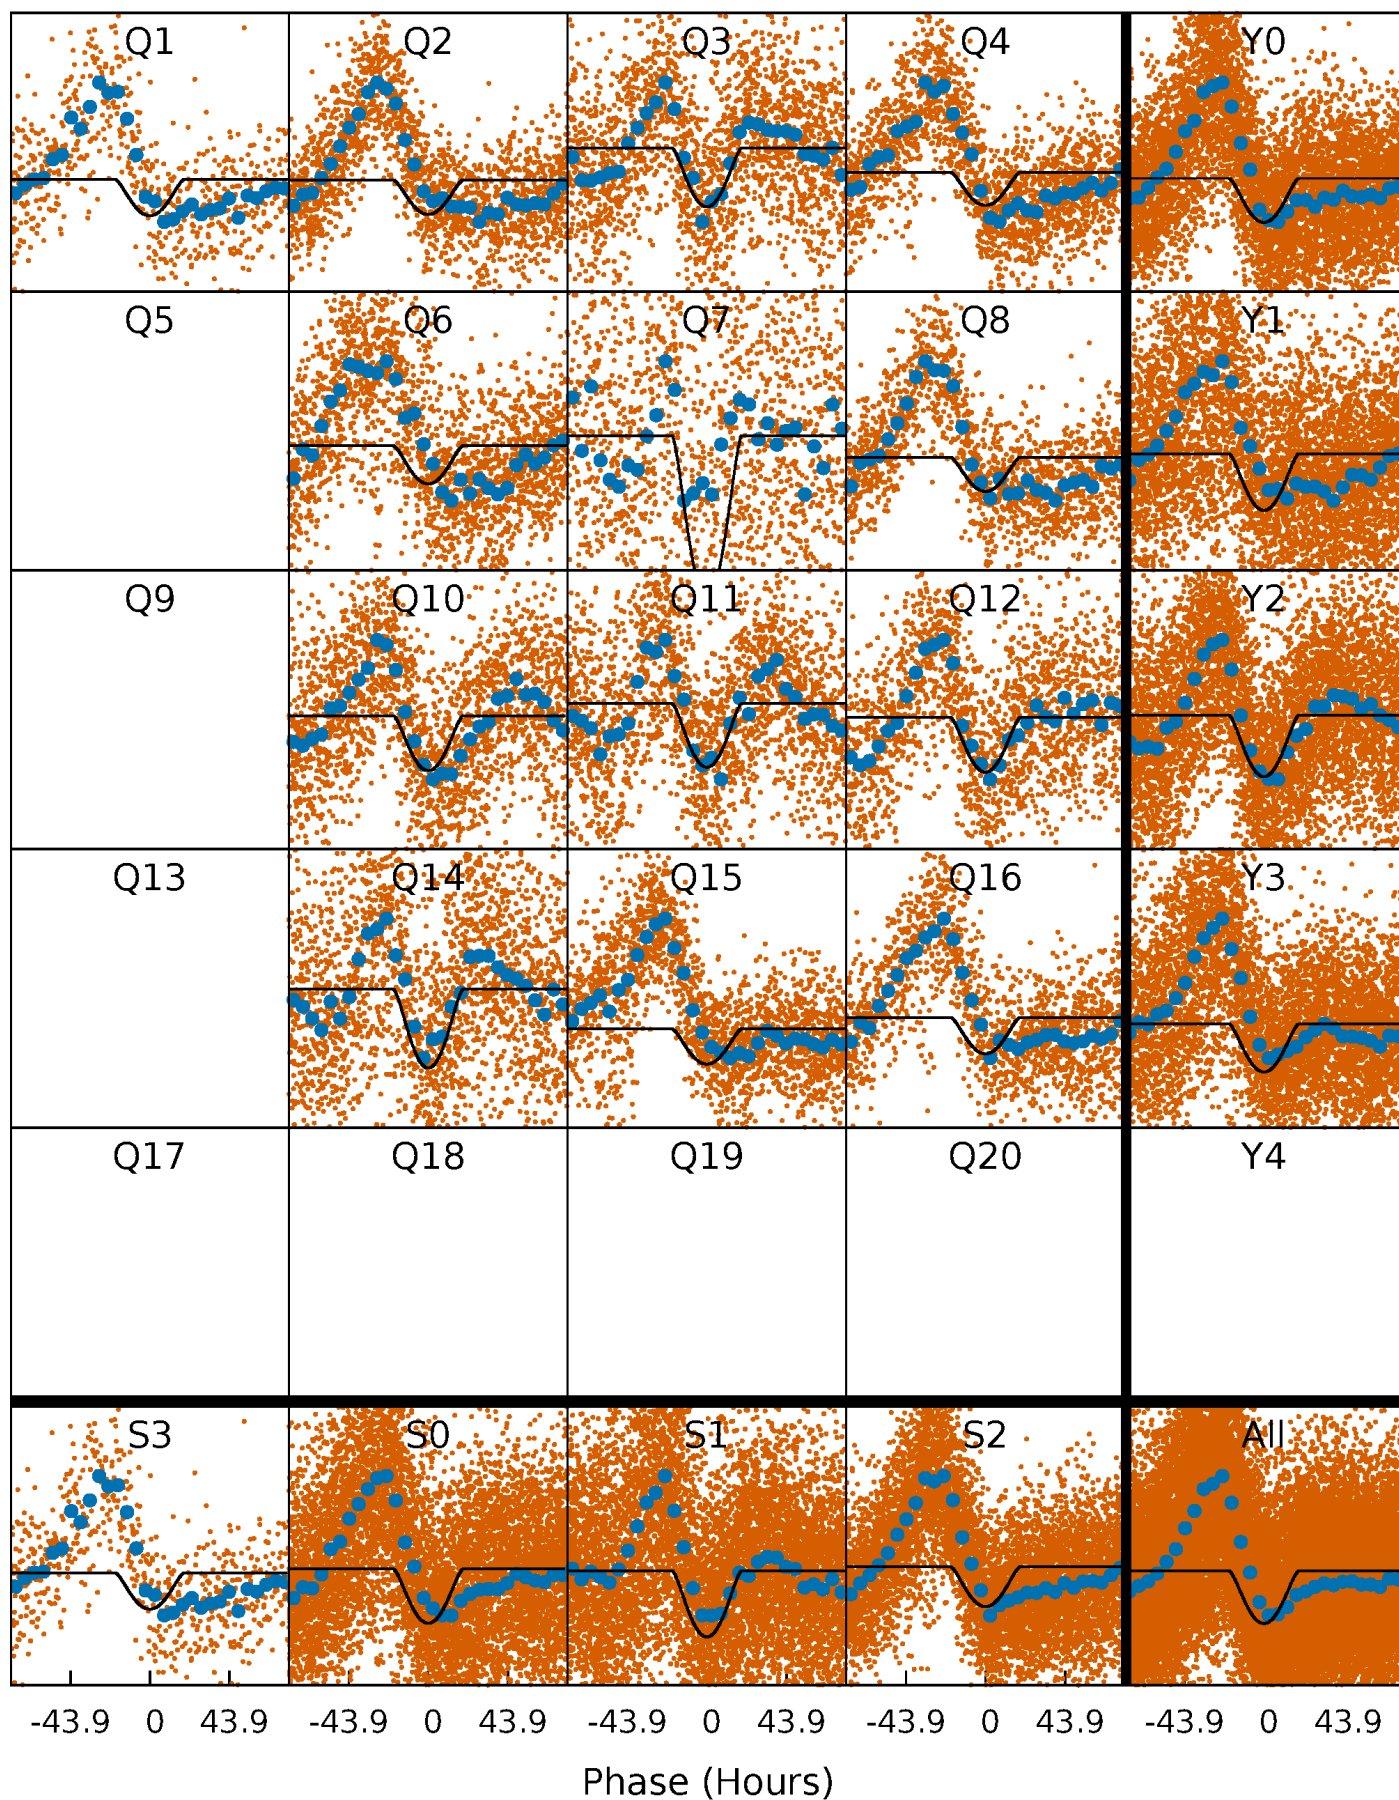 Q1 Q2 Q3 Q4 Y0
Q5 Q6 Q7 Q8 Y1
Q9 Q10 Q11 Q12 Y2
Q13 Q14 Q15 Q16 Y3
Q17 Q18 Q19 Q20 Y4
S3 S0 S1 S2 All
-43.9 0 43.9 -43.9 0 43.9 -43.9 0 43.9 -43.9 0 43.9 -43.9 0 43.9
Phase (Hours)